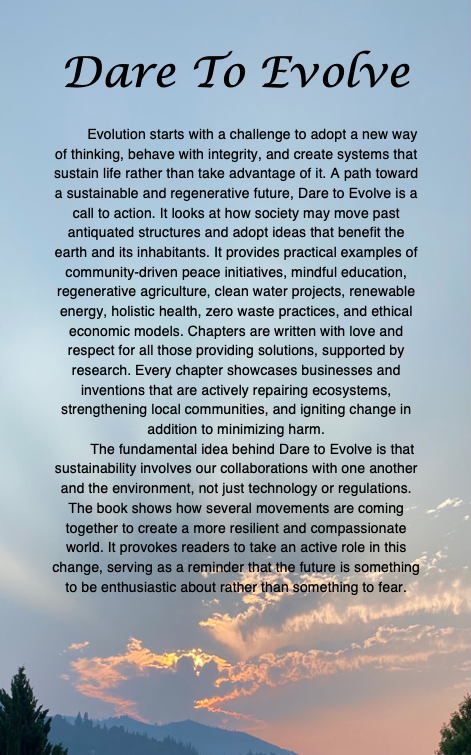 Dare To Evolve
Evolution starts with a challenge to adopt a new way
of thinking, behave with integrity, and create systems that
sustain life rather than take advantage of it. A path toward
a sustainable and regenerative future, Dare to Evolve is a
call to action. It looks at how society may move past
antiquated structures and adopt ideas that benefit the
earth and its inhabitants. It provides practical examples of
community-driven peace initiatives, mindful education,
regenerative agriculture, clean water projects, renewable
energy, holistic health, zero waste practices, and ethical
economic models. Chapters are written with love and
respect for all those providing solutions, supported by
research. Every chapter showcases businesses and
inventions that are actively repairing ecosystems,
strengthening local communities, and igniting change in
addition to minimizing harm.
The fundamental idea behind Dare to Evolve is that
sustainability involves our collaborations with one another
and the environment, not just technology or regulations.
The book shows how several movements are coming
together to create a more resilient and compassionate
world. It provokes readers to take an active role in this
change, serving as a reminder that the future is something
to be enthusiastic about rather than something to fear.